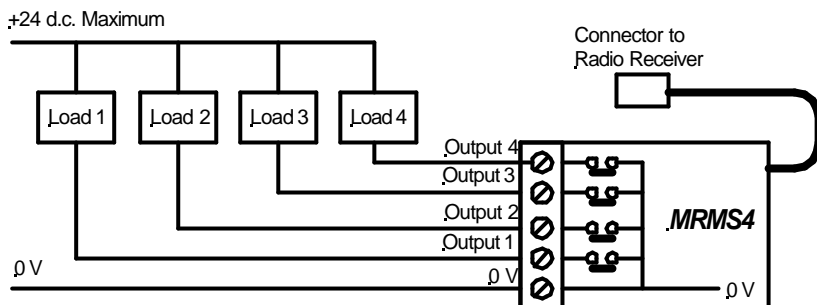 +24 d.c. Maximum
Connector to
Radio Receiver
Load 1
Load 2
Load 3
Load 4
Output 4
Output 3
Output 2
Output 1
MRMS4
0 V
0 V
0 V